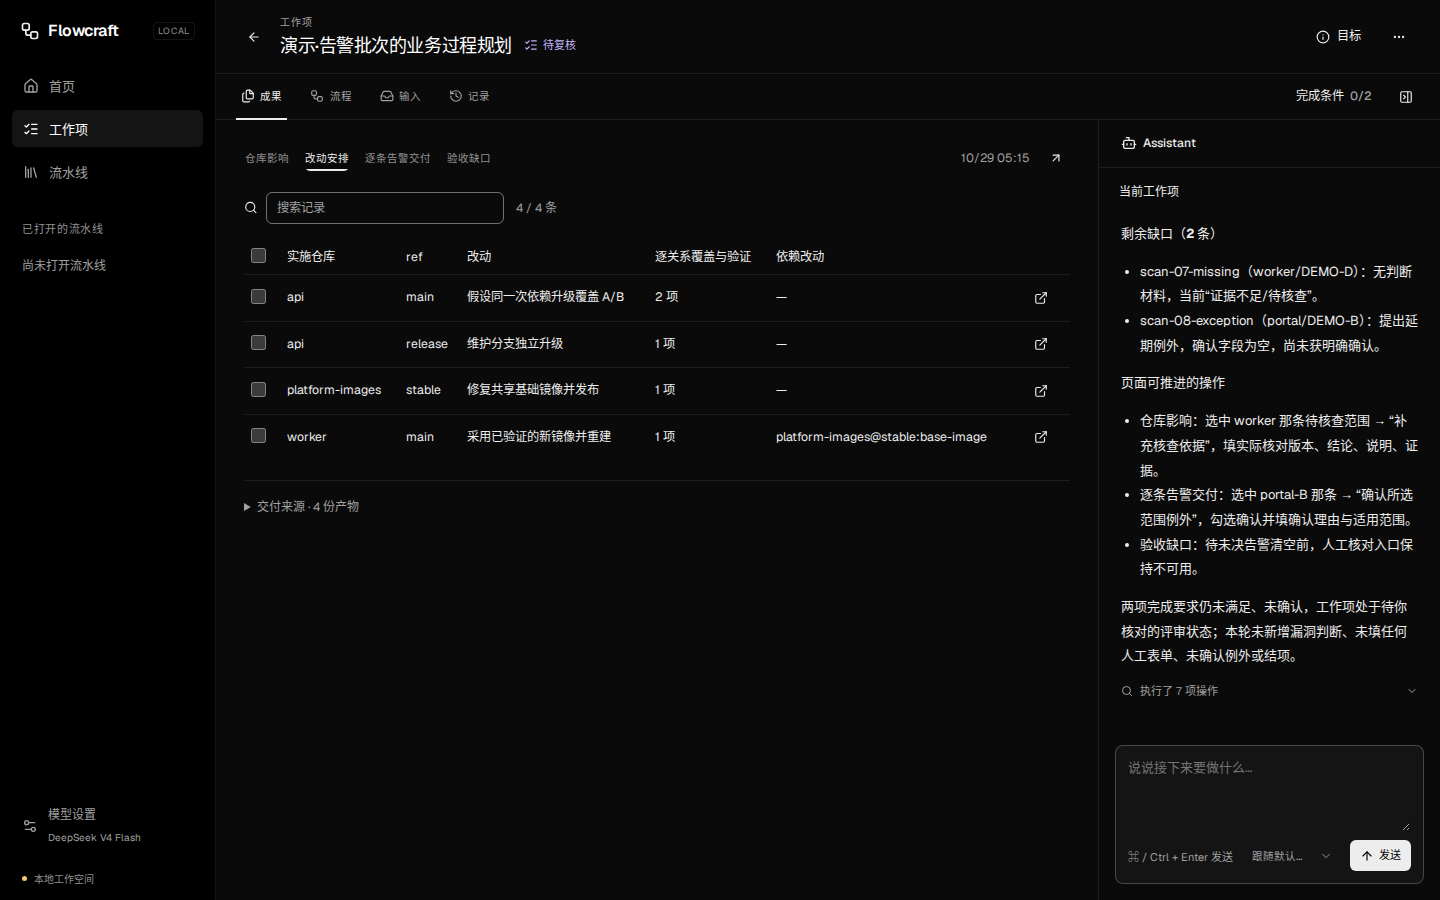 Flowcraft
LOCAL
首页
工作项
流水线
已打开的流水线
尚未打开流水线
模型设置
DeepSeek V4 Flash
本地工作空间
工作项
演示·告警批次的业务过程规划
待复核
目标
成果
流程
输入
记录
完成条件 0/2
仓库影响
改动安排
逐条告警交付
验收缺口
10/29 05:15
搜索记录
4 / 4 条
实施仓库 ref 改动 逐关系覆盖与验证 依赖改动
api main 假设同一次依赖升级覆盖 A/B 2 项 —
api release 维护分支独立升级 1 项 —
platform-images stable 修复共享基础镜像并发布 1 项 —
worker main 采用已验证的新镜像并重建 1 项 platform-images@stable:base-image
交付来源 · 4 份产物
Assistant
当前工作项
剩余缺口（2 条）
scan-07-missing（worker/DEMO-D）：无判断
材料，当前“证据不足/待核查”。
scan-08-exception（portal/DEMO-B）：提出延
期例外，确认字段为空，尚未获明确确认。
页面可推进的操作
仓库影响：选中 worker 那条待核查范围 → “补
充核查依据”，填实际核对版本、结论、说明、证
据。
逐条告警交付：选中 portal-B 那条 → “确认所选
范围例外”，勾选确认并填确认理由与适用范围。
验收缺口：待未决告警清空前，人工核对入口保
持不可用。
两项完成要求仍未满足、未确认，工作项处于待你
核对的评审状态；本轮未新增漏洞判断、未填任何
人工表单、未确认例外或结项。
执行了 7 项操作
说说接下来要做什么...
⌘ / Ctrl + Enter 发送
跟随默认...
发送